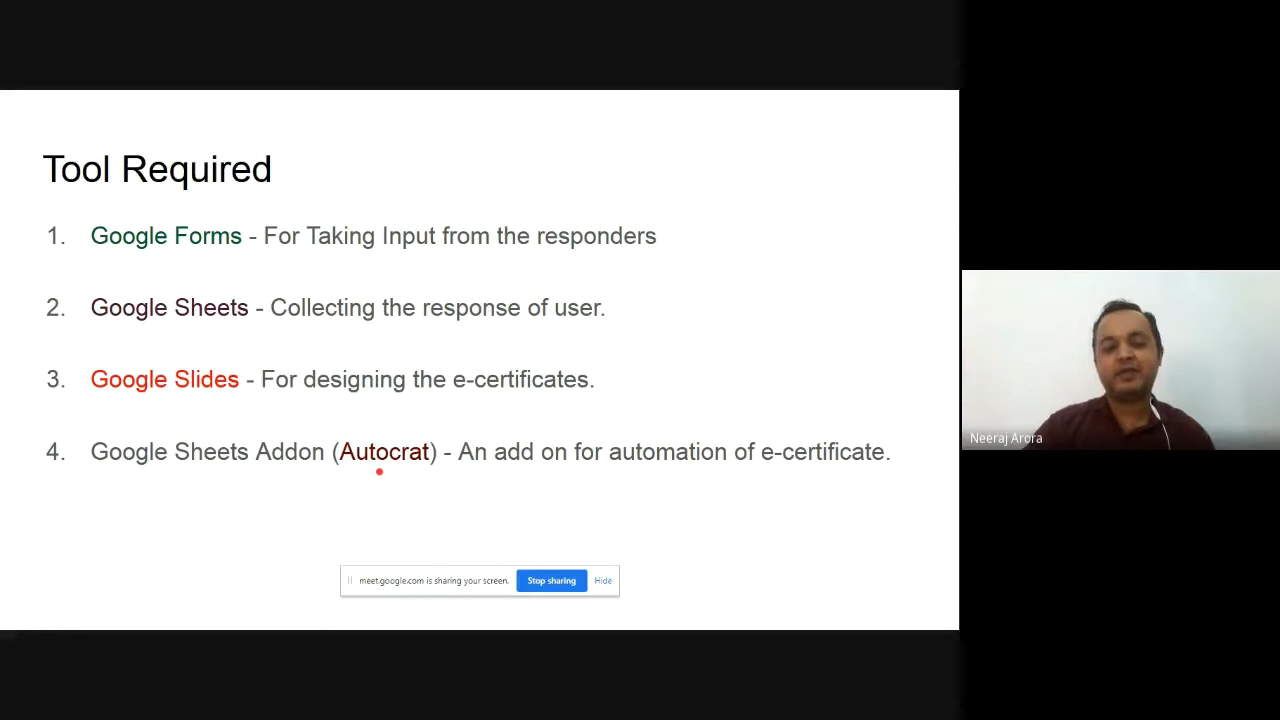 Tool Required
1. Google Forms - For Taking Input from the responders
2. Google Sheets - Collecting the response of user.
3. Google Slides - For designing the e-certificates.
4. Google Sheets Addon (Autocrat) - An add on for automation of e-certificate.
meet.google.com is sharing your screen. Stop sharing Hide
Neeraj Arora